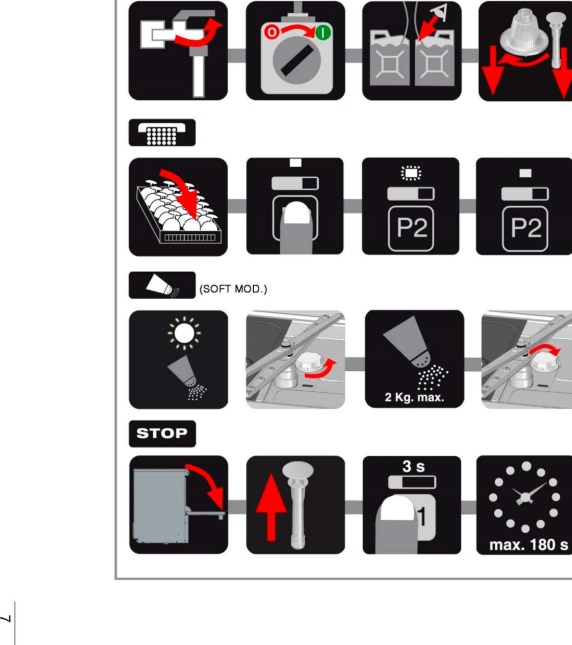 0 I
P2 P2
(SOFT MOD.)
2 Kg. max.
STOP
3 s
1
max. 180 s
7